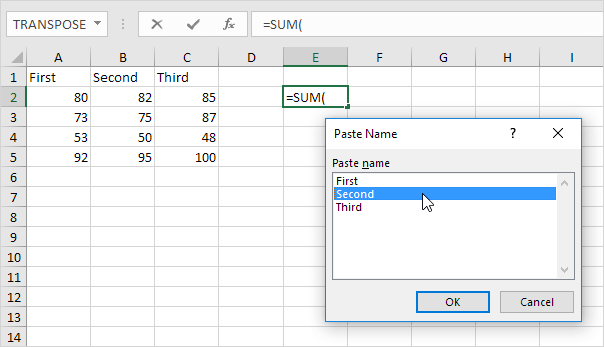 TRANSPOSE =SUM(
A B C D E F G H I
1 First Second Third
2 80 82 85 =SUM(
3 73 75 87
4 53 50 48
5 92 95 100
6
7
8
9
10
11
12
13
14
Paste Name ?
Paste name
First
Second
Third
OK Cancel